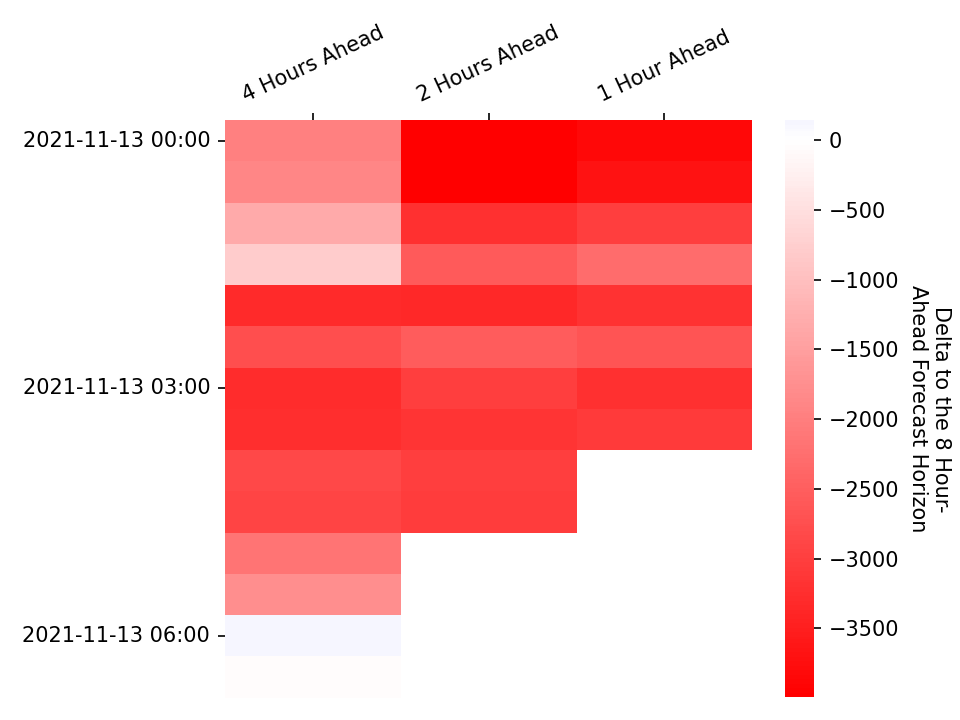 4 Hours Ahead
2 Hours Ahead
1 Hour Ahead
2021-11-13 00:00
2021-11-13 03:00
2021-11-13 06:00
0
−500
−1000
−1500
−2000
−2500
−3000
−3500
Delta to the 8 Hour-
Ahead Forecast Horizon